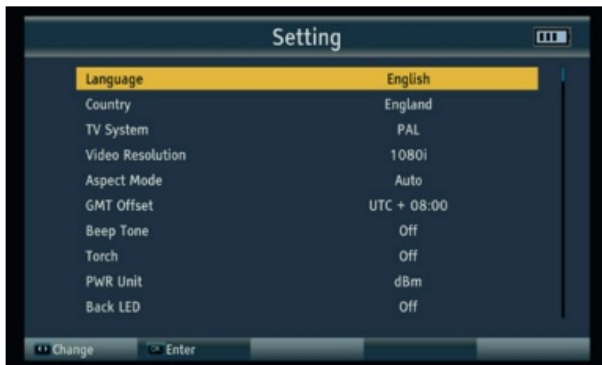 Setting
Language English
Country England
TV System PAL
Video Resolution 1080i
Aspect Mode Auto
GMT Offset UTC + 08:00
Beep Tone Off
Torch Off
PWR Unit dBm
Back LED Off
Change OK Enter